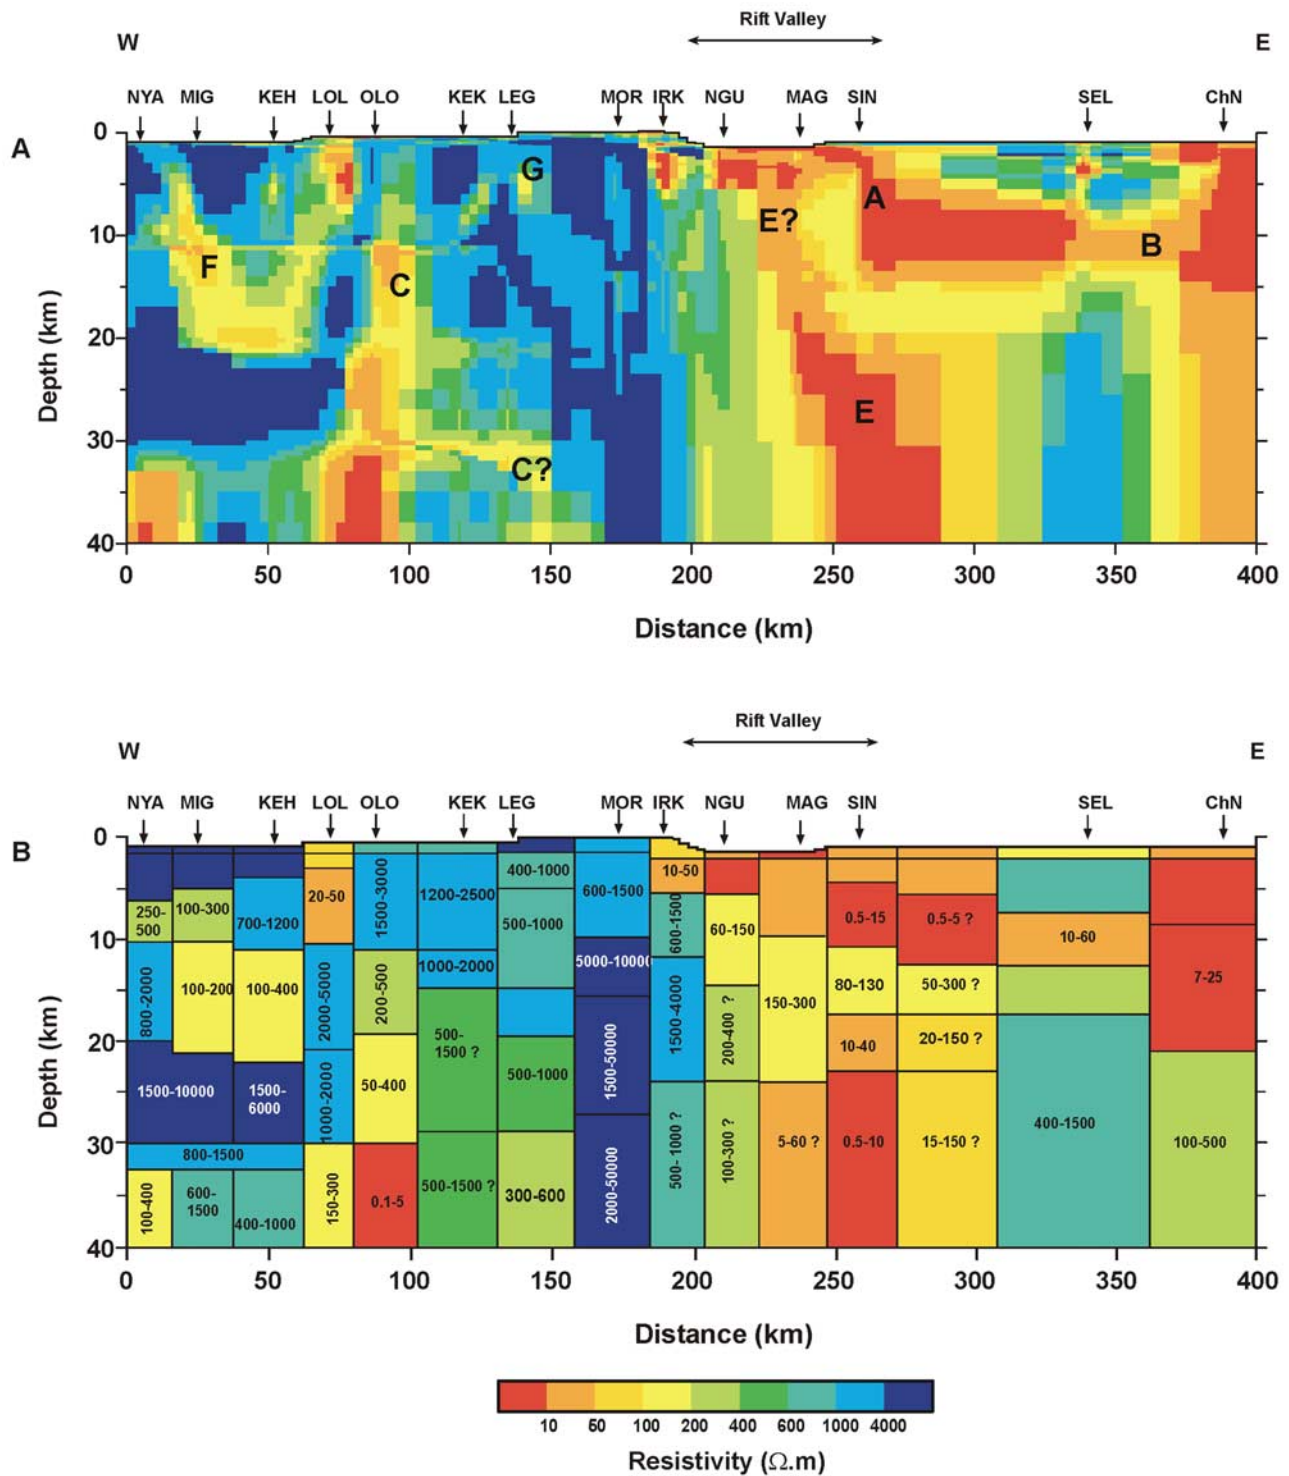 Rift Valley
W E
NYA MIG KEH LOL OLO KEK LEG MOR IRK NGU MAG SIN SEL ChN
A
0
10
20
30
40
Depth (km)
G
A
E?
B
F
C
E
C?
0 50 100 150 200 250 300 350 400
Distance (km)
Rift Valley
W E
NYA MIG KEH LOL OLO KEK LEG MOR IRK NGU MAG SIN SEL ChN
B
0
10
20
30
40
Depth (km)
250-
500
800-2000
1500-10000
800-1500
100-400
100-300
100-200
600-
1500
700-1200
100-400
1500-
6000
400-1000
20-50
2000-5000
1000-2000
150-300
1500-3000
200-500
50-400
0.1-5
1200-2500
1000-2000
500-
1500 ?
500-1500 ?
400-1000
500-1000
500-1000
300-600
600-1500
5000-10000
1500-50000
2000-50000
10-50
600-1500
1500-4000
500-1000 ?
60-150
200-400 ?
100-300 ?
150-300
5-60 ?
0.5-15
80-130
10-40
0.5-10
0.5-5 ?
50-300 ?
20-150 ?
15-150 ?
10-60
400-1500
7-25
100-500
0 50 100 150 200 250 300 350 400
Distance (km)
10 60 100 200 400 600 1000 4000
Resistivity (Ω.m)